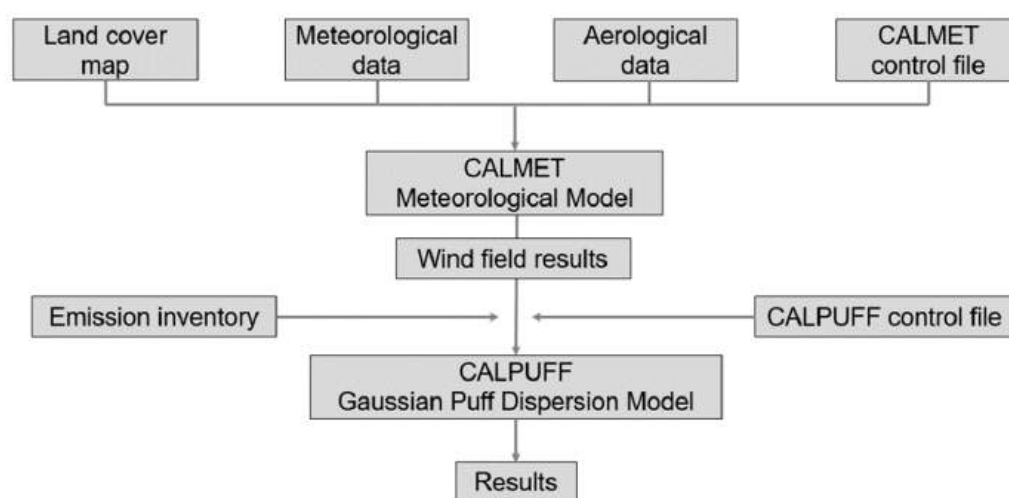 Land cover
map
Meteorological
data
Aerological
data
CALMET
control file
CALMET
Meteorological Model
Wind field results
Emission inventory
CALPUFF control file
CALPUFF
Gaussian Puff Dispersion Model
Results